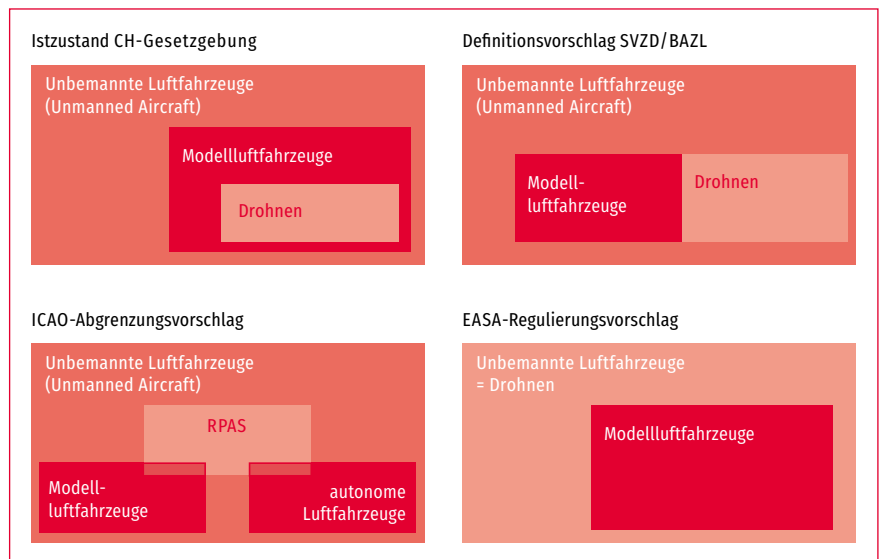 Istzustand CH-Gesetzgebung
Unbemannte Luftfahrzeuge
(Unmanned Aircraft)
Modellluftfahrzeuge
Drohnen
Definitionsvorschlag SVZD/BAZL
Unbemannte Luftfahrzeuge
(Unmanned Aircraft)
Modell-
luftfahrzeuge
Drohnen
ICAO-Abgrenzungsvorschlag
Unbemannte Luftfahrzeuge
(Unmanned Aircraft)
RPAS
Modell-
luftfahrzeuge
autonome
Luftfahrzeuge
EASA-Regulierungsvorschlag
Unbemannte Luftfahrzeuge
= Drohnen
Modellluftfahrzeuge